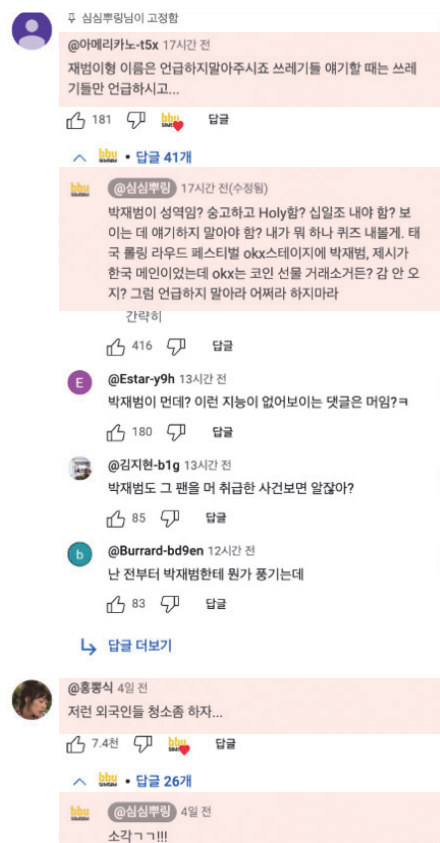 심심뿌링님이 고정함
@아메리카노-t5x 17시간 전
재범이형 이름은 언급하지말아주시죠 쓰레기들 얘기할 때는 쓰레
기들만 언급하시고...
181 답글
bbu • 답글 41개
bbu @심심뿌링 17시간 전(수정됨)
박재범이 성역임? 숭고하고 Holy함? 십일조 내야 함? 보
이는 데 얘기하지 말아야 함? 내가 뭐 하나 퀴즈 내볼게. 태
국 롤링 라우드 페스티벌 okx스테이지에 박재범, 제시가
한국 메인이었는데 okx는 코인 선물 거래소거든? 감 안 오
지? 그럼 언급하지 말아라 어쩌라 하지마라
간략히
416 답글
E @Estar-y9h 13시간 전
박재범이 먼데? 이런 지능이 없어보이는 댓글은 머임?ㅋ
180 답글
@김지현-b1g 13시간 전
박재범도 그 팬을 머 취급한 사건보면 알잖아?
85 답글
b @Burrard-bd9en 12시간 전
난 전부터 박재범한테 뭔가 풍기는데
83 답글
답글 더보기
@홍뽕식 4일 전
저런 외국인들 청소좀 하자...
7.4천 답글
bbu • 답글 26개
bbu @심심뿌링 4일 전
소각ㄱㄱ!!!